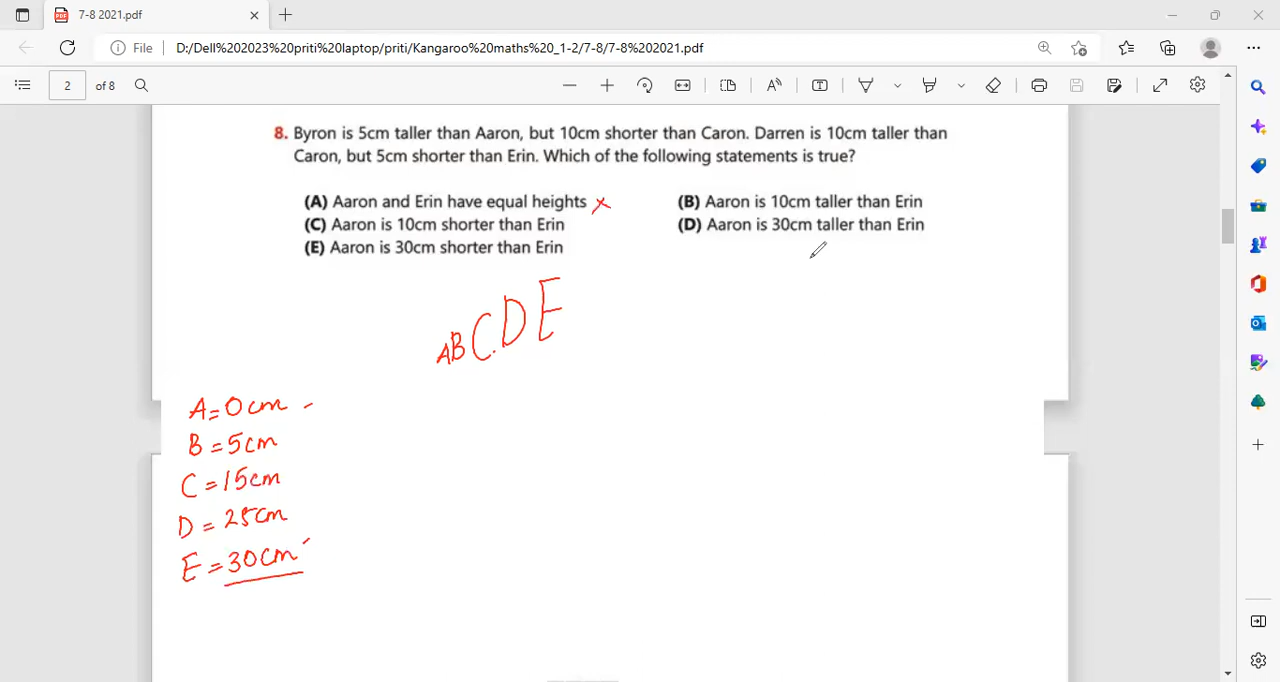 7-8 2021.pdf
File D:/Dell%202023%20priti%20laptop/priti/Kangaroo%20maths%20_1-2/7-8/7-8%202021.pdf
2 of 8
8. Byron is 5cm taller than Aaron, but 10cm shorter than Caron. Darren is 10cm taller than
Caron, but 5cm shorter than Erin. Which of the following statements is true?
(A) Aaron and Erin have equal heights (B) Aaron is 10cm taller than Erin
(C) Aaron is 10cm shorter than Erin (D) Aaron is 30cm taller than Erin
(E) Aaron is 30cm shorter than Erin
ABCDE
A=0cm
B=5cm
C=15cm
D=25cm
E=30cm